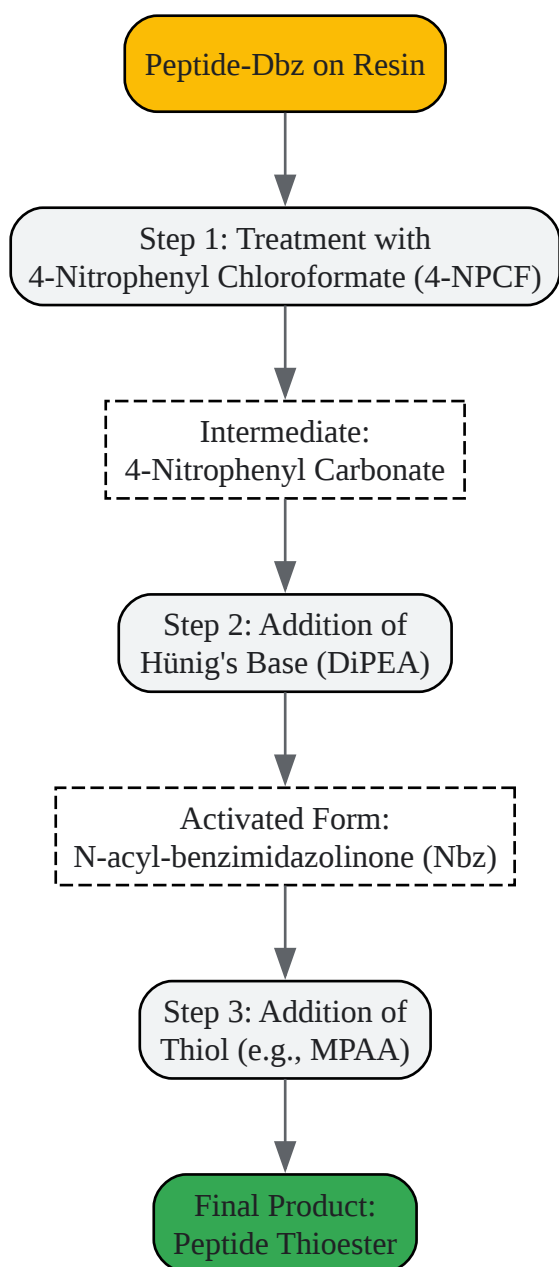 Peptide-Dbz on Resin
Step 1: Treatment with
4-Nitrophenyl Chloroformate (4-NPCF)
Intermediate:
4-Nitrophenyl Carbonate
Step 2: Addition of
Hünig's Base (DiPEA)
Activated Form:
N-acyl-benzimidazolinone (Nbz)
Step 3: Addition of
Thiol (e.g., MPAA)
Final Product:
Peptide Thioester